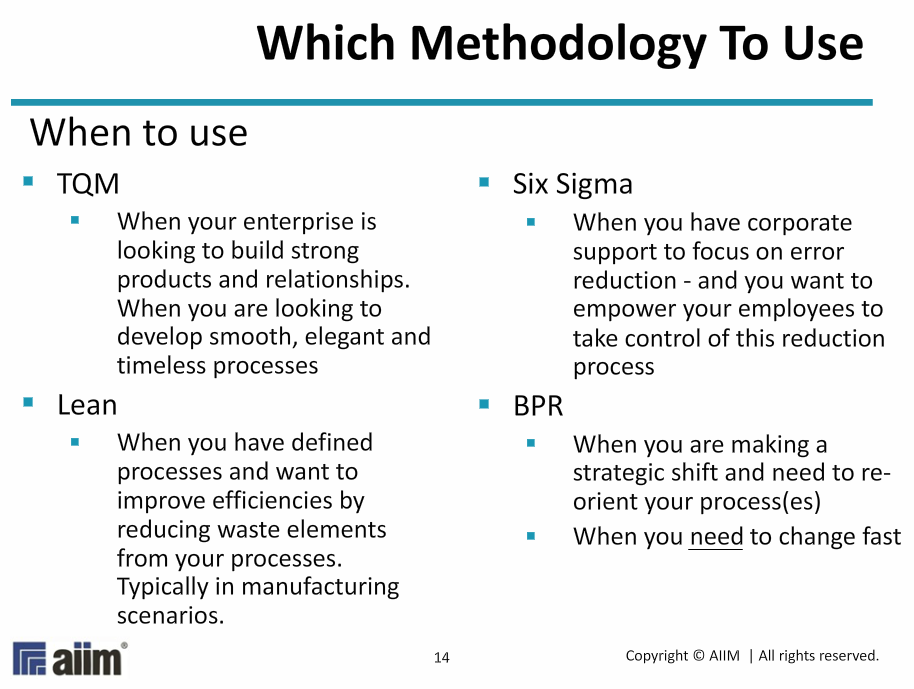 Which Methodology To Use
When to use
TQM
When your enterprise is
looking to build strong
products and relationships.
When you are looking to
develop smooth, elegant and
timeless processes
Lean
When you have defined
processes and want to
improve efficiencies by
reducing waste elements
from your processes.
Typically in manufacturing
scenarios.
Six Sigma
When you have corporate
support to focus on error
reduction - and you want to
empower your employees to
take control of this reduction
process
BPR
When you are making a
strategic shift and need to re-
orient your process(es)
When you need to change fast
aiim®
14
Copyright © AIIM | All rights reserved.